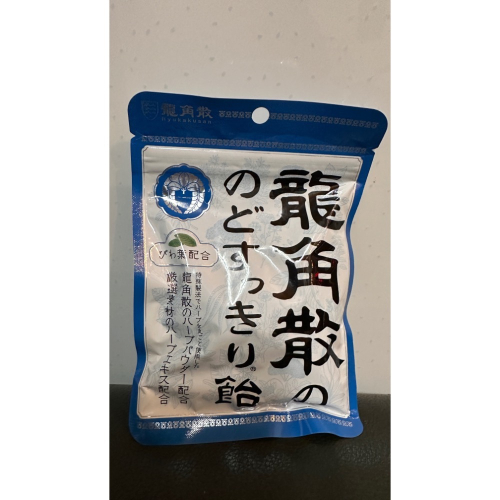 龍角散
龍角散の
のどすっきり飴
びわ葉配合
龍角散のハーブパウダー配合
厳選素材のハーブエキス配合